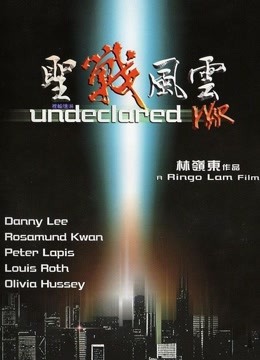 聖戰風雲
undeclared WAR
林嶺東作品
A Ringo Lam Film
Danny Lee
Rosamund Kwan
Peter Lapis
Louis Roth
Olivia Hussey